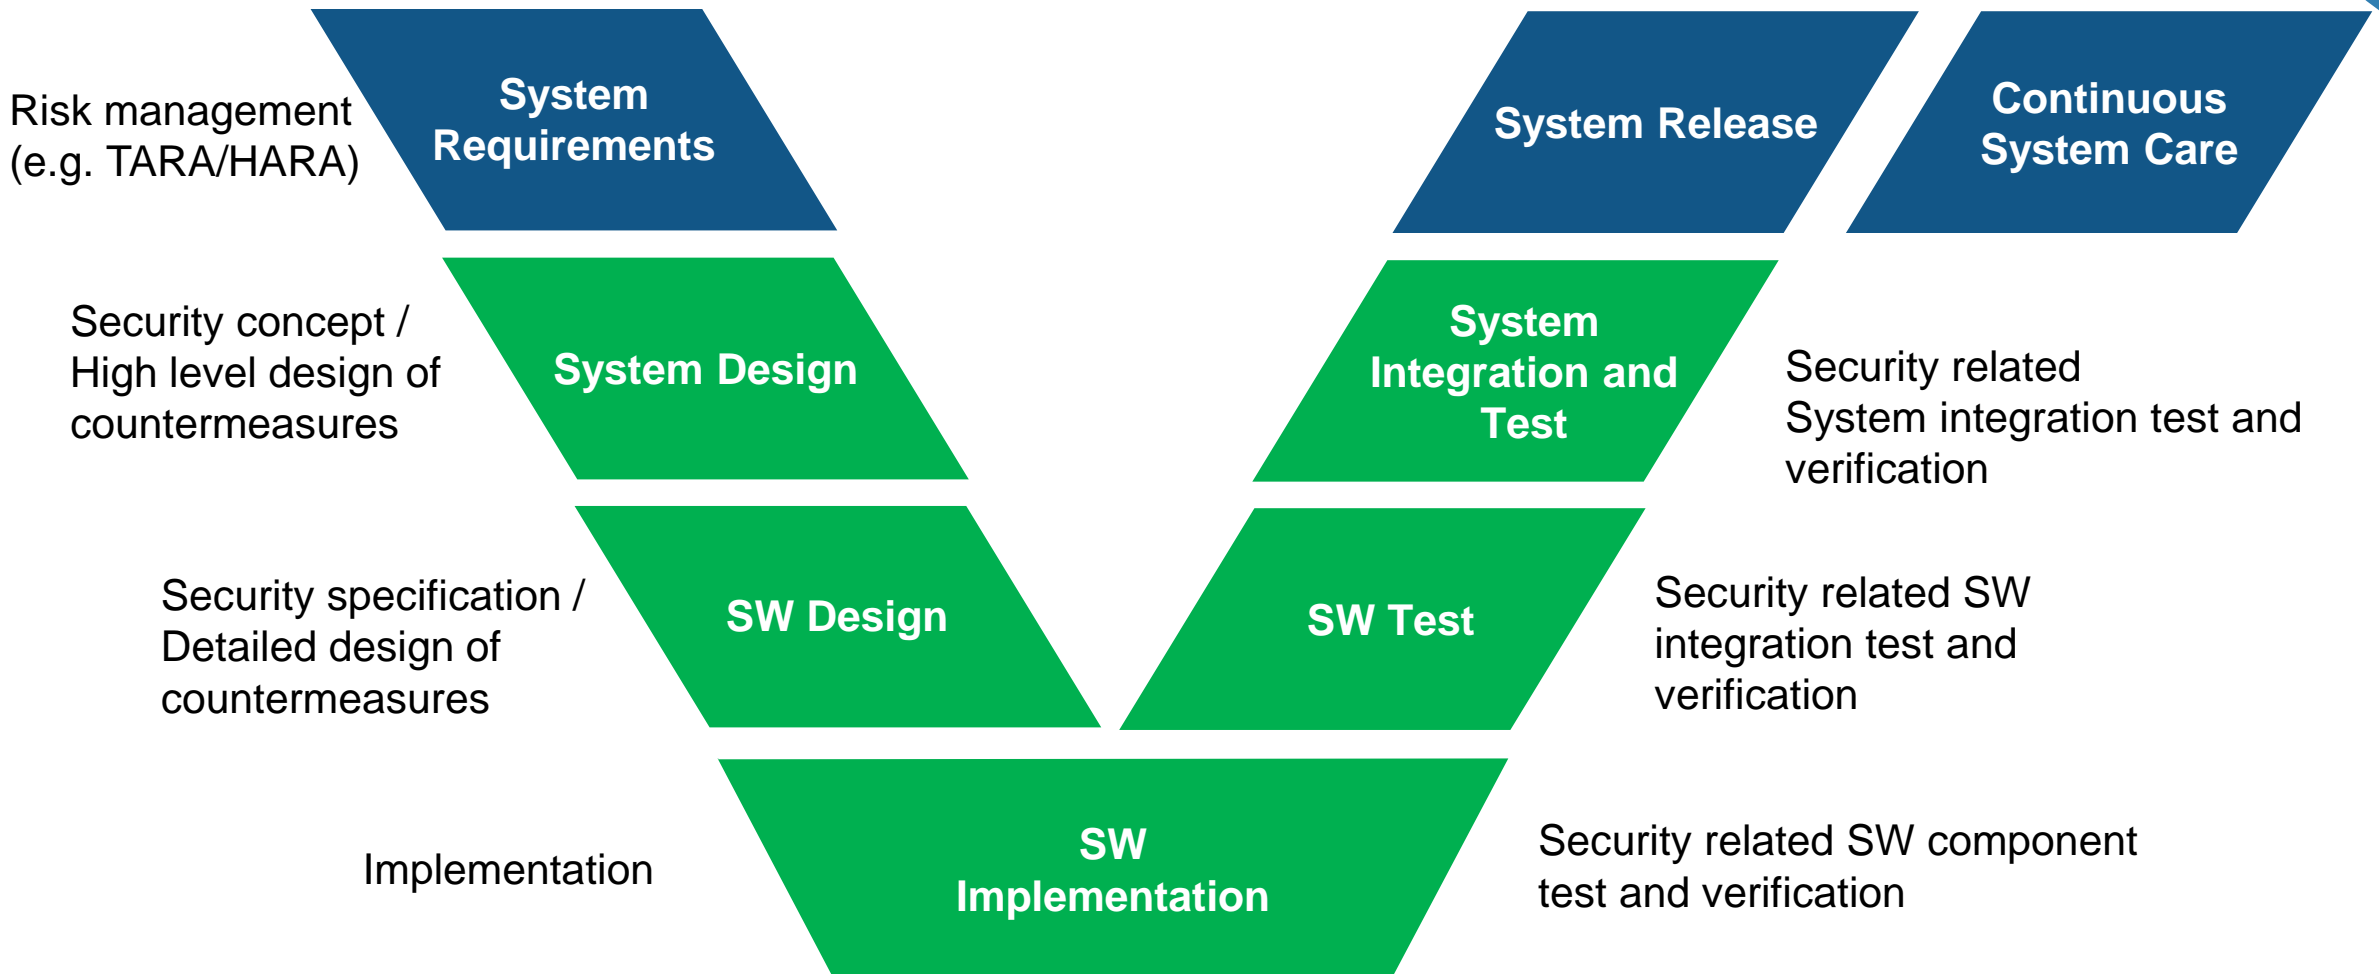 Risk management
(e.g. TARA/HARA)
System
Requirements
System Release
Continuous
System Care
Security concept /
High level design of
countermeasures
System Design
System
Integration and
Test
Security related
System integration test and
verification
Security specification /
Detailed design of
countermeasures
SW Design
SW Test
Security related SW
integration test and
verification
Implementation
SW
Implementation
Security related SW component
test and verification